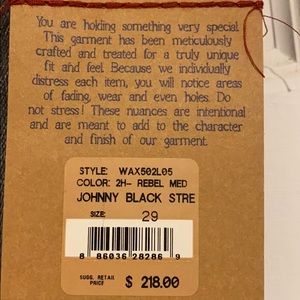 You are holding something very special.
This garment has been meticulously
crafted and treated for a truly unique
fit and feel. Because we individually
distress each item, you will notice areas
of fading, wear and even holes. Do
not stress! These nuances are intentional
and are meant to add to the character
and finish of our garment.
STYLE: WAX502L05
COLOR: 2H- REBEL MED
JOHNNY BLACK STRE
SIZE: 29
8 86036 28286 9
SUGG. RETAIL
PRICE $ 218.00